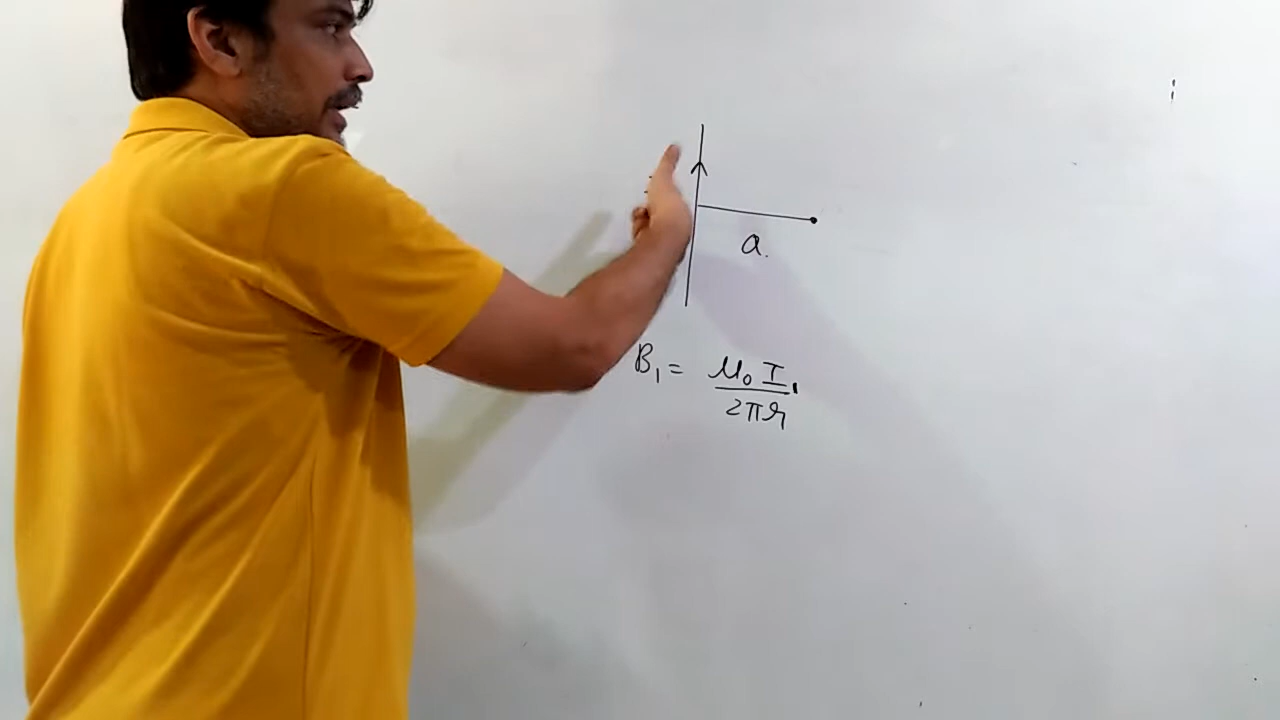 a.
B₁ = μ₀ I₁ / 2πr